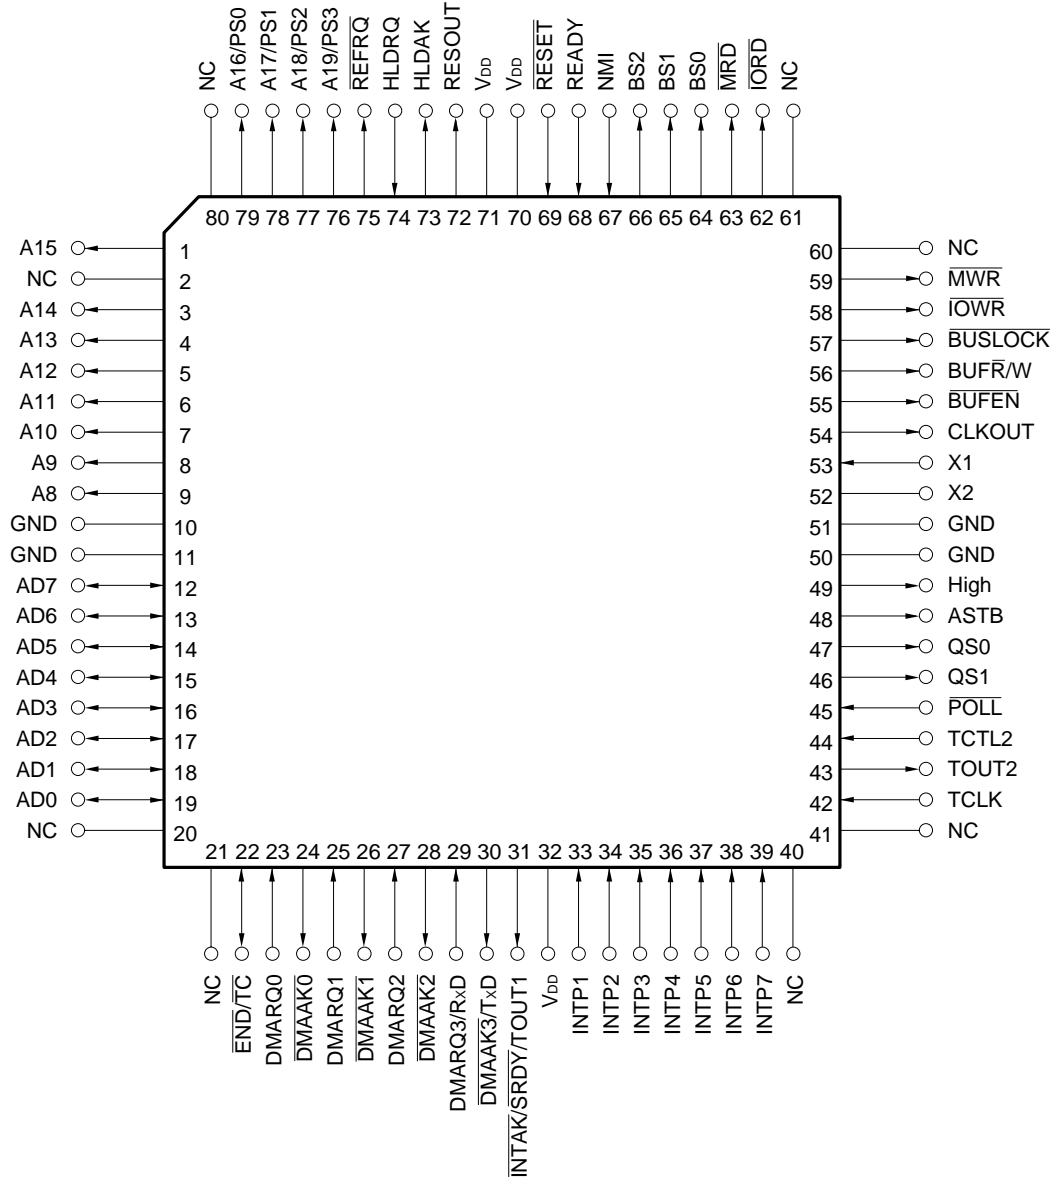 NC
A16/PS0
A17/PS1
A18/PS2
A19/PS3
REFRQ
HLDRQ
HLDAK
RESOUT
VDD
VDD
RESET
READY
NMI
BS2
BS1
BS0
MRD
IORD
NC
80 79 78 77 76 75 74 73 72 71 70 69 68 67 66 65 64 63 62 61
A15 1
NC 2
A14 3
A13 4
A12 5
A11 6
A10 7
A9 8
A8 9
GND 10
GND 11
AD7 12
AD6 13
AD5 14
AD4 15
AD3 16
AD2 17
AD1 18
AD0 19
NC 20
60 NC
59 MWR
58 IOWR
57 BUSLOCK
56 BUFR/W
55 BUFEN
54 CLKOUT
53 X1
52 X2
51 GND
50 GND
49 High
48 ASTB
47 QS0
46 QS1
45 POLL
44 TCTL2
43 TOUT2
42 TCLK
41 NC
21 22 23 24 25 26 27 28 29 30 31 32 33 34 35 36 37 38 39 40
NC
END/TC
DMARQ0
DMAAK0
DMARQ1
DMAAK1
DMARQ2
DMAAK2
DMARQ3/RxD
DMAAK3/TxD
INTAK/SRDY/TOUT1
VDD
INTP1
INTP2
INTP3
INTP4
INTP5
INTP6
INTP7
NC